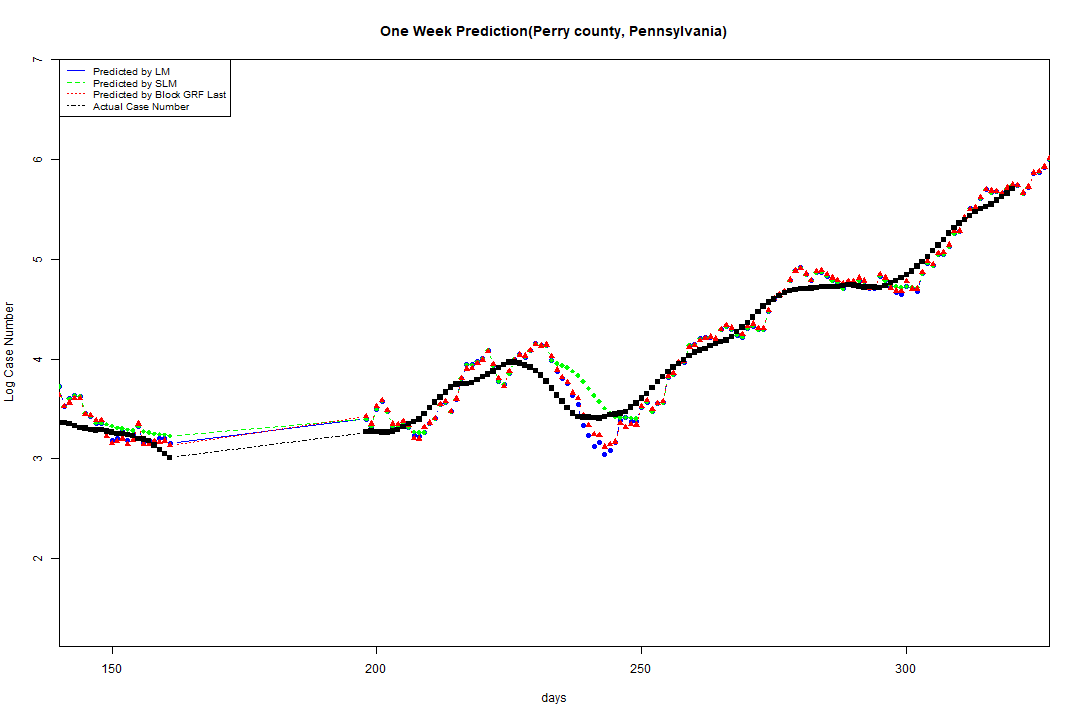 One Week Prediction(Perry county, Pennsylvania)
7
Predicted by LM
Predicted by SLM
Predicted by Block GRF Last
Actual Case Number
6
5
4
3
2
Log Case Number
150
200
250
300
days